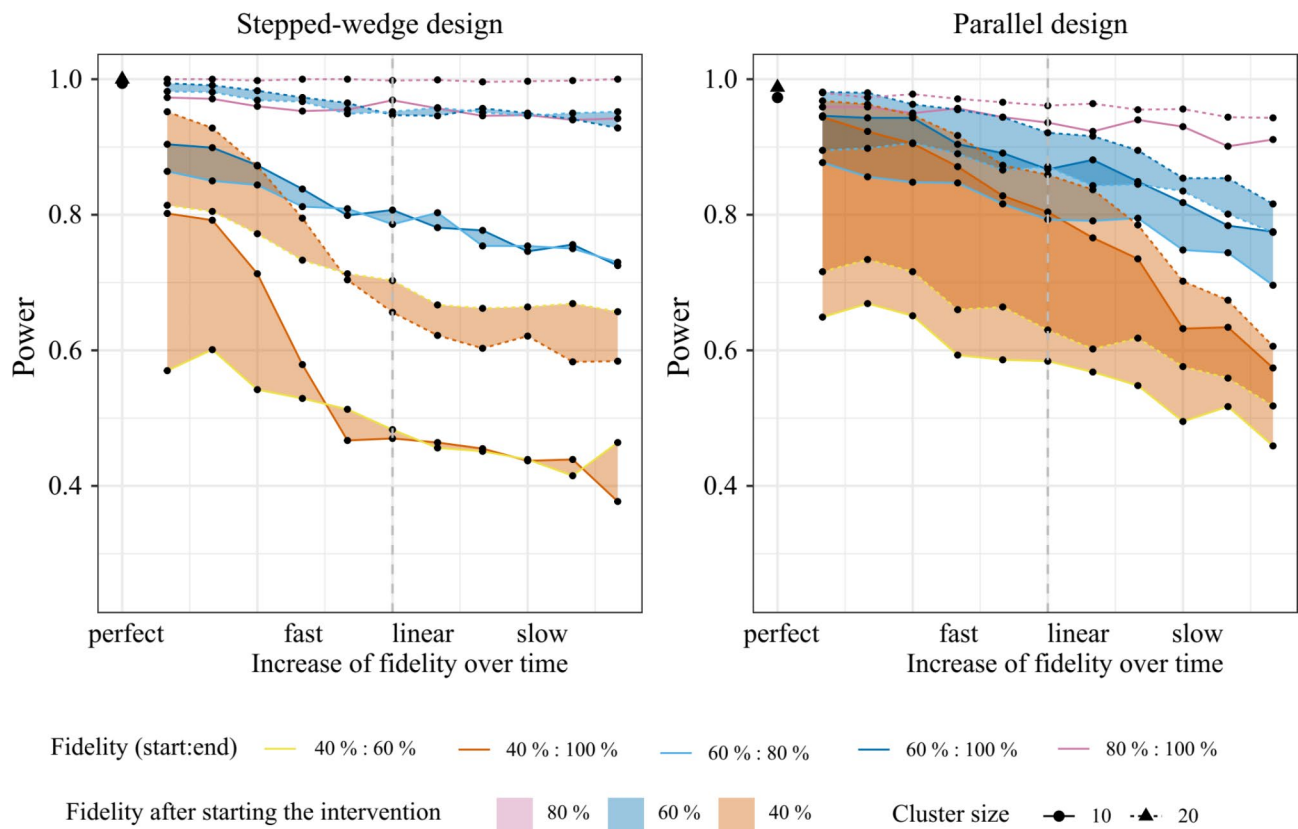 Stepped-wedge design
Parallel design
Power
1.0
0.8
0.6
0.4
perfect fast linear slow
Increase of fidelity over time
Power
1.0
0.8
0.6
0.4
perfect fast linear slow
Increase of fidelity over time
Fidelity (start:end) 40 % : 60 % 40 % : 100 % 60 % : 80 % 60 % : 100 % 80 % : 100 %
Fidelity after starting the intervention 80 % 60 % 40 % Cluster size 10 20